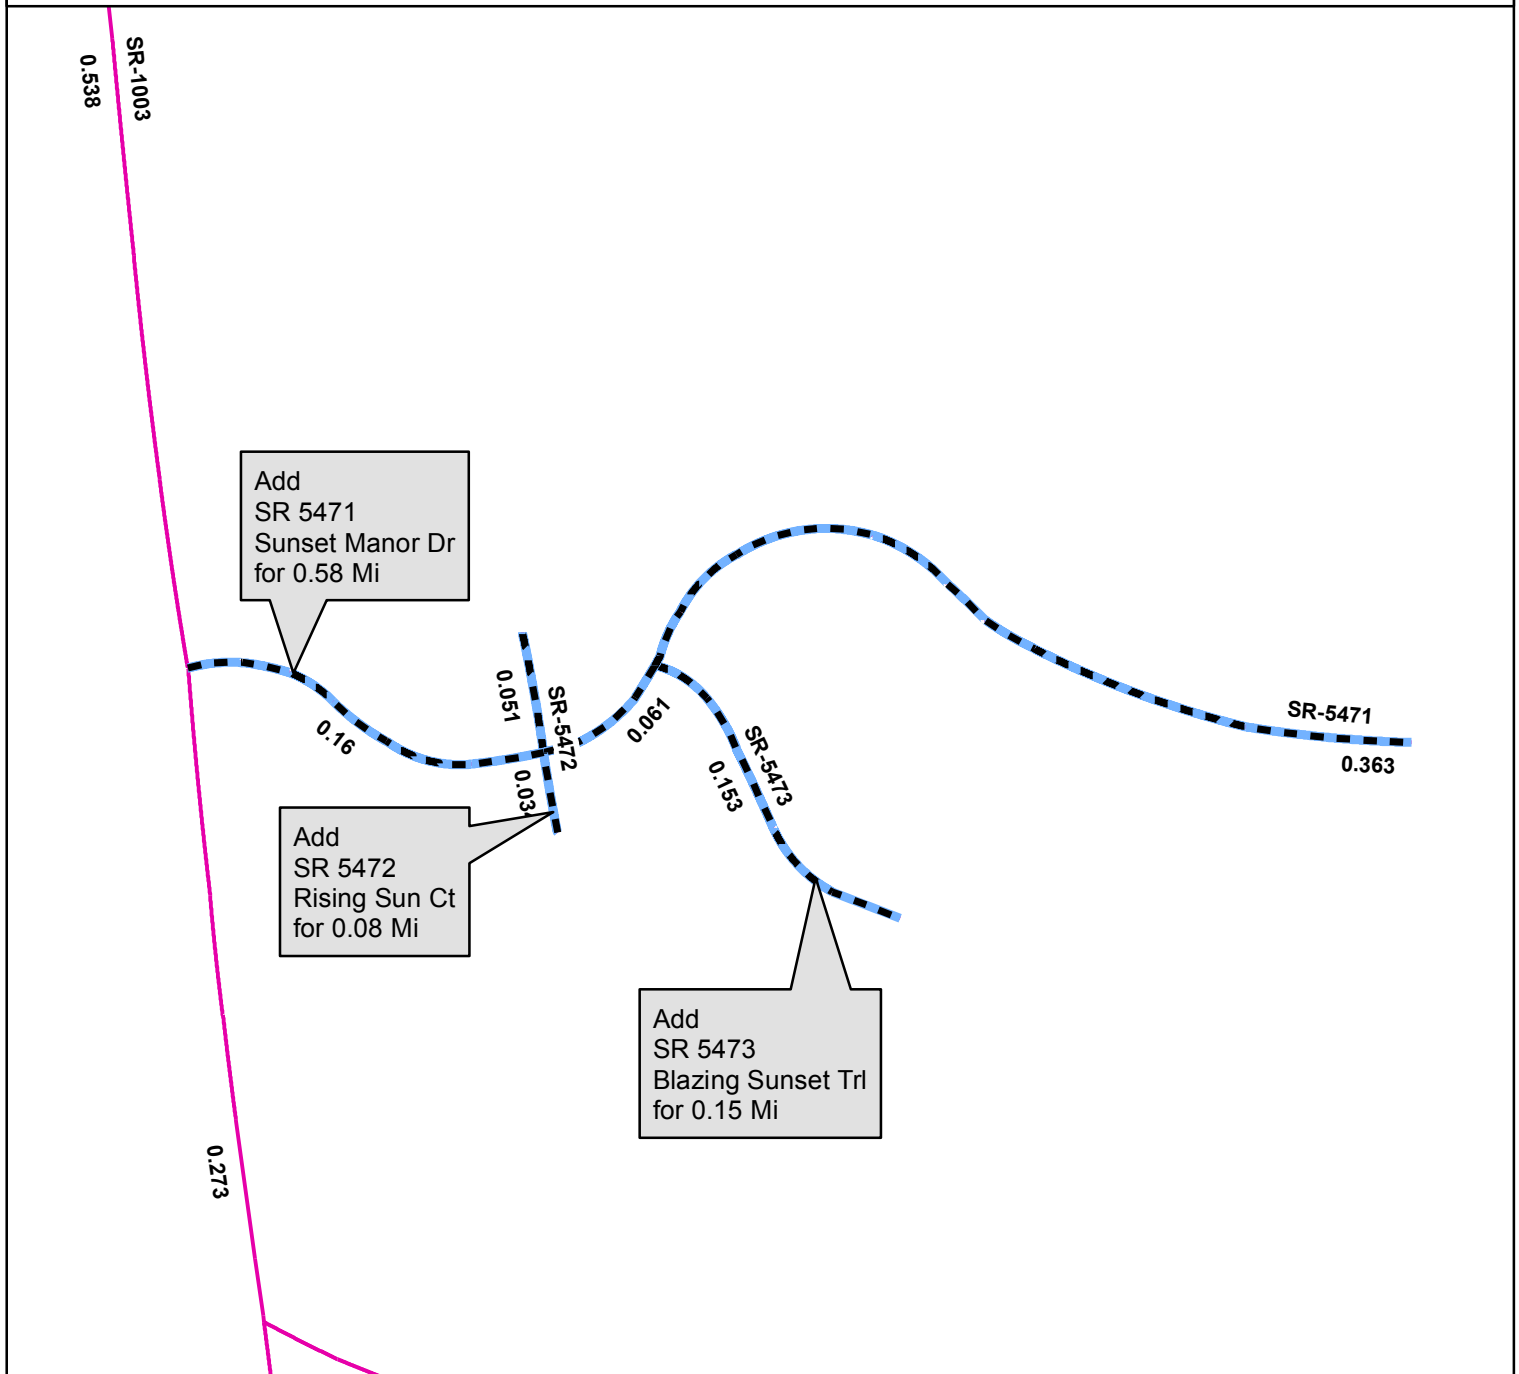 SR-1003
0.538
Add
SR 5471
Sunset Manor Dr
for 0.58 Mi
0.16
0.051
SR-5472
0.061
SR-5473
0.153
SR-5471
0.363
Add
SR 5472
Rising Sun Ct
for 0.08 Mi
Add
SR 5473
Blazing Sunset Trl
for 0.15 Mi
0.273